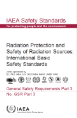 IAEA Safety Standards
for protecting people and the environment
Radiation Protection and
Safety of Radiation Sources:
International Basic
Safety Standards
General Safety Requirements Part 3
No. GSR Part 3